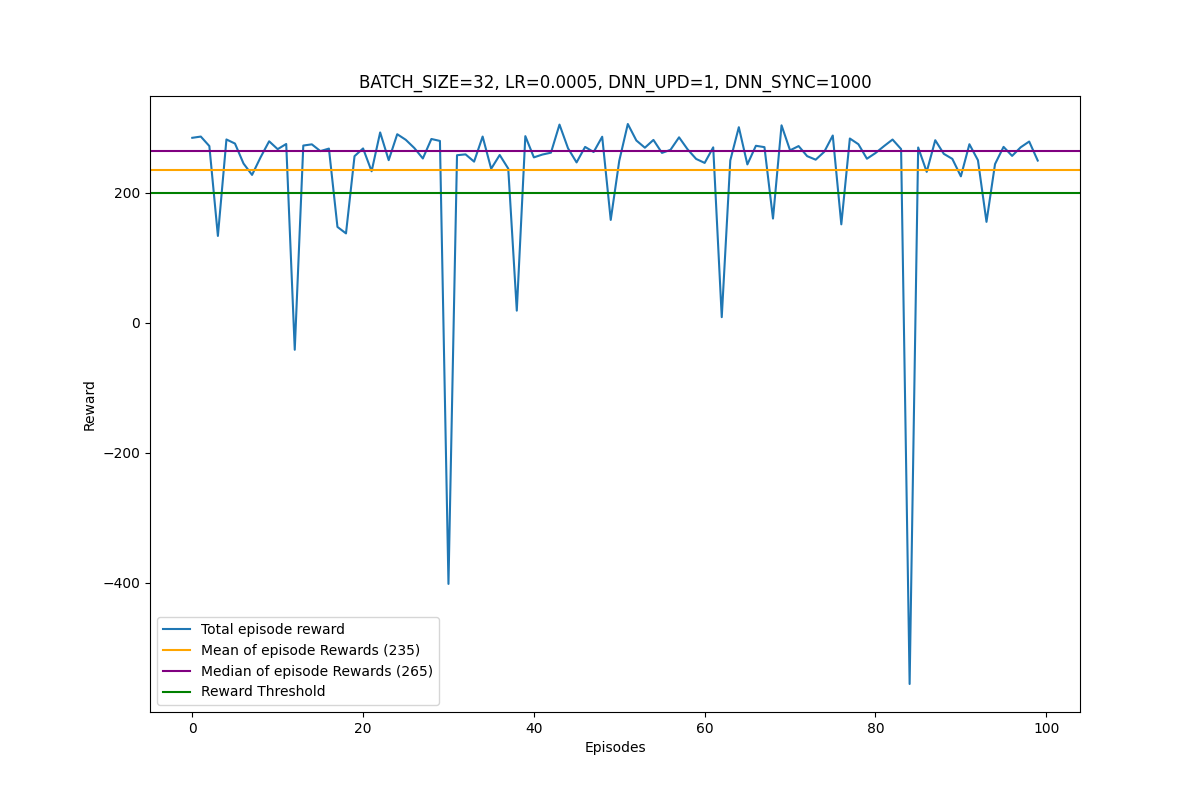 BATCH_SIZE=32, LR=0.0005, DNN_UPD=1, DNN_SYNC=1000
200
0
−200
−400
Reward
Total episode reward
Mean of episode Rewards (235)
Median of episode Rewards (265)
Reward Threshold
0 20 40 60 80 100
Episodes